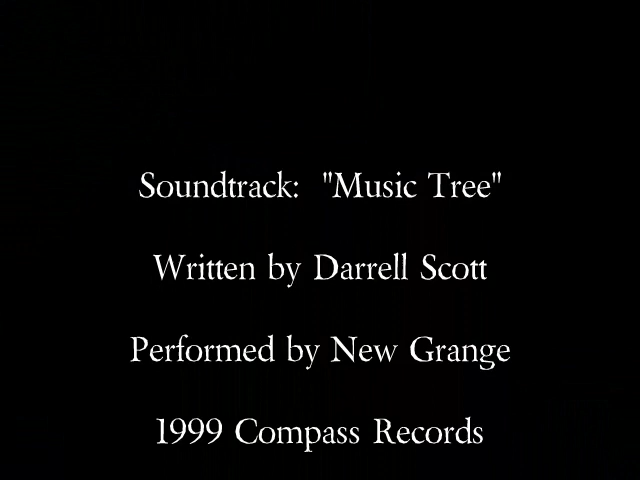 Soundtrack: "Music Tree"
Written by Darrell Scott
Performed by New Grange
1999 Compass Records